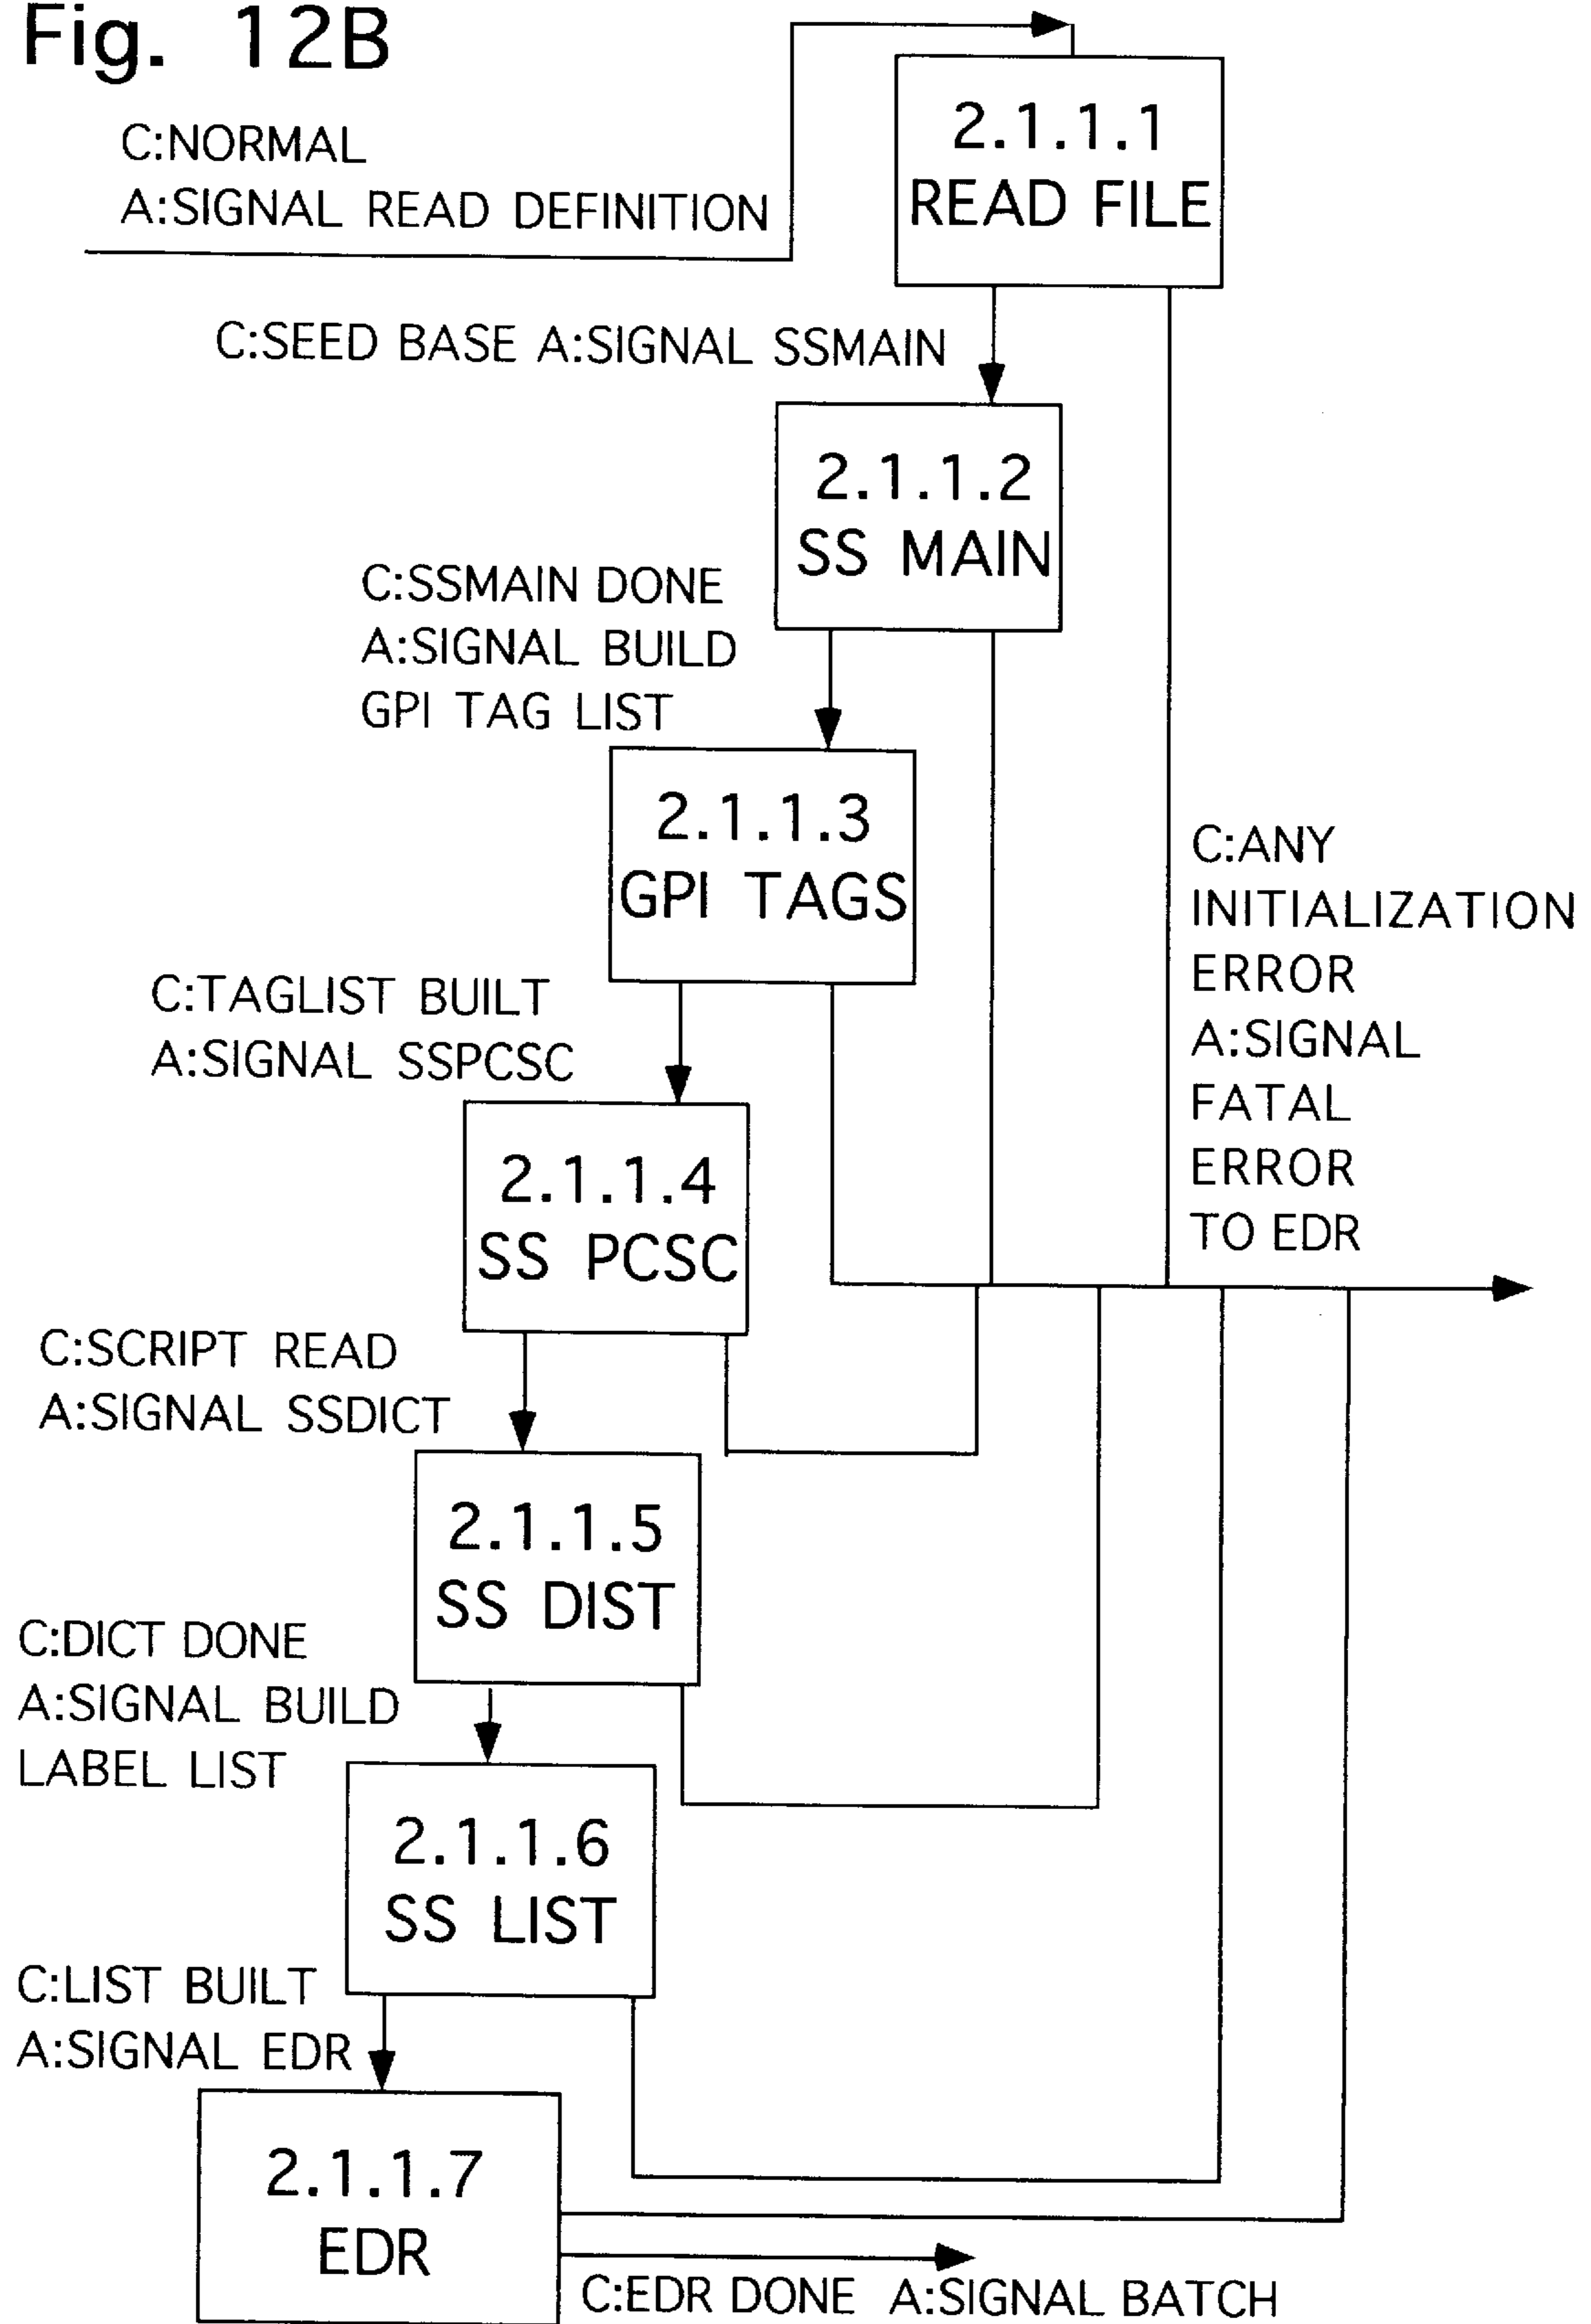 Fig. 12B
C:NORMAL
A:SIGNAL READ DEFINITION
2.1.1.1
READ FILE
C:SEED BASE A:SIGNAL SSMAIN
2.1.1.2
SS MAIN
C:SSMAIN DONE
A:SIGNAL BUILD
GPI TAG LIST
2.1.1.3
GPI TAGS
C:ANY
INITIALIZATION
ERROR
A:SIGNAL
FATAL
ERROR
TO EDR
C:TAGLIST BUILT
A:SIGNAL SSPCSC
2.1.1.4
SS PCSC
C:SCRIPT READ
A:SIGNAL SSDICT
2.1.1.5
SS DIST
C:DICT DONE
A:SIGNAL BUILD
LABEL LIST
2.1.1.6
SS LIST
C:LIST BUILT
A:SIGNAL EDR
2.1.1.7
EDR
C:EDR DONE A:SIGNAL BATCH